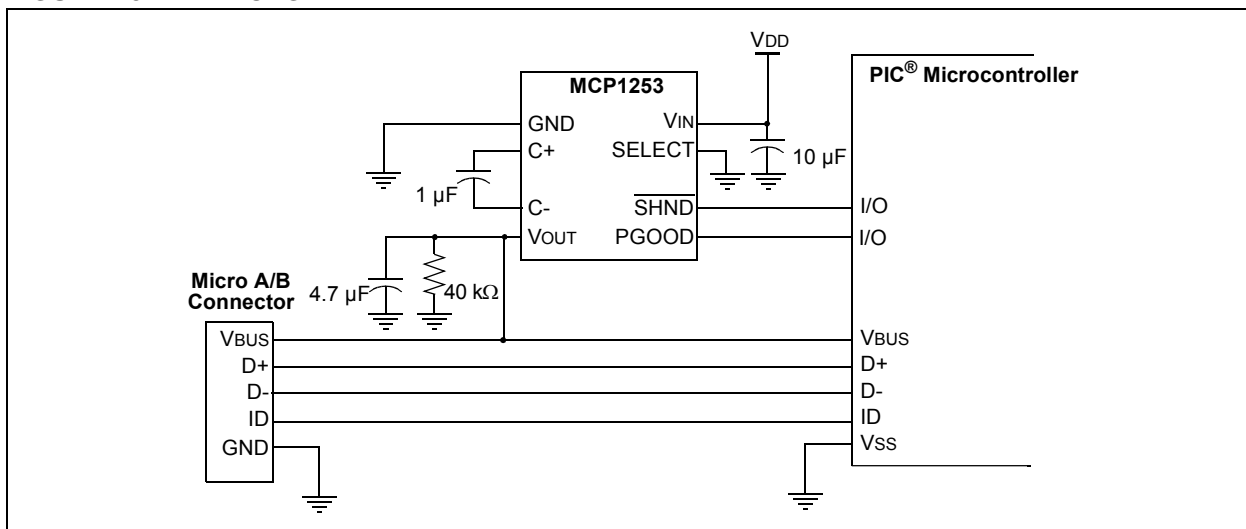 VDD
PIC® Microcontroller
MCP1253
GND
VIN
C+
SELECT
10 µF
1 µF
C-
SHND
I/O
VOUT
PGOOD
I/O
Micro A/B
Connector
4.7 µF
40 kΩ
VBUS
VBUS
D+
D+
D-
D-
ID
ID
GND
VSS